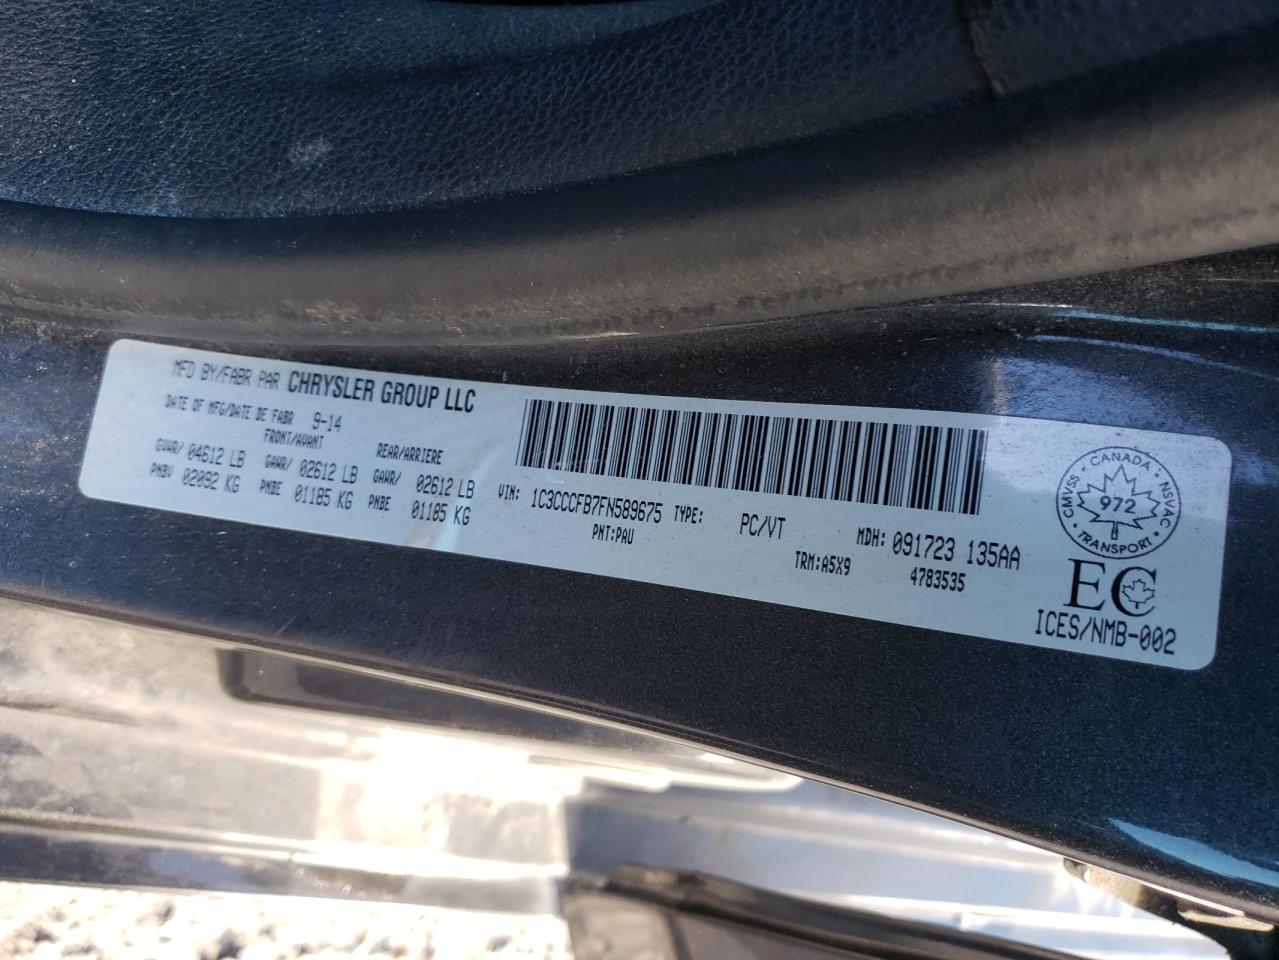 MFD BY/FABR PAR CHRYSLER GROUP LLC
DATE OF MFG/DATE DE FABR 9-14
FRONT/AVANT REAR/ARRIERE
GVWR/ 04612 LB GAWR/ 02612 LB GAWR/ 02612 LB
PNBV 02092 KG PNBE 01185 KG PNBE 01185 KG
VIN: 1C3CCCFB7FN589675 TYPE: PC/VT MDH: 091723 135AA
PNT:PAU TRM:A5X9 4783535
CANADA
CMVSS 972 NSVAC
TRANSPORT
EC
ICES/NMB-002